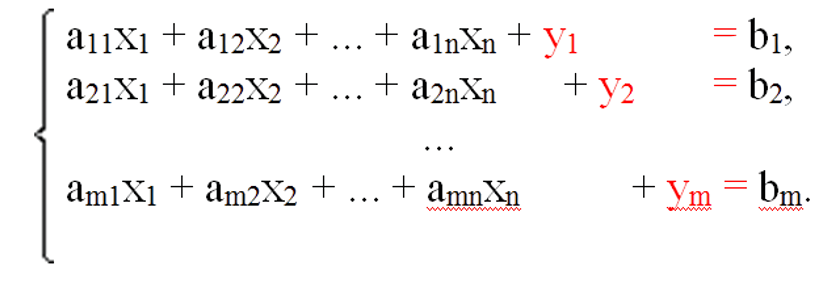 a11x1 + a12x2 + ... + a1nxn + y1 = b1,
a21x1 + a22x2 + ... + a2nxn + y2 = b2,
...
am1x1 + am2x2 + ... + amnxn + ym = bm.